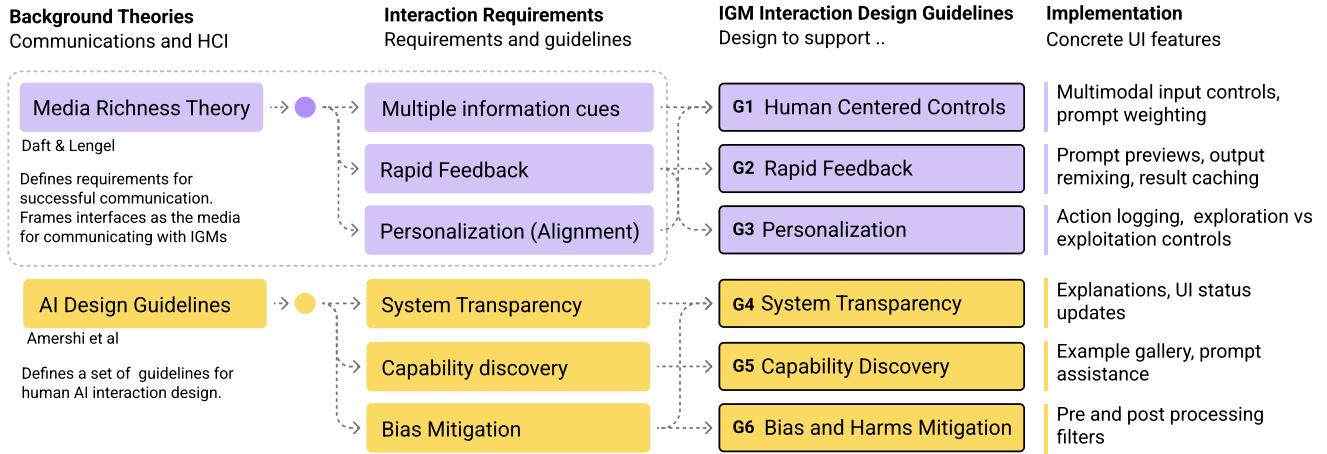 Background Theories
Communications and HCI
Interaction Requirements
Requirements and guidelines
IGM Interaction Design Guidelines
Design to support ..
Implementation
Concrete UI features
Media Richness Theory
Daft & Lengel
Defines requirements for
successful communication.
Frames interfaces as the media
for communicating with IGMs
Multiple information cues
Rapid Feedback
Personalization (Alignment)
G1 Human Centered Controls
G2 Rapid Feedback
G3 Personalization
Multimodal input controls,
prompt weighting
Prompt previews, output
remixing, result caching
Action logging, exploration vs
exploitation controls
AI Design Guidelines
Amershi et al
Defines a set of guidelines for
human AI interaction design.
System Transparency
Capability discovery
Bias Mitigation
G4 System Transparency
G5 Capability Discovery
G6 Bias and Harms Mitigation
Explanations, UI status
updates
Example gallery, prompt
assistance
Pre and post processing
filters